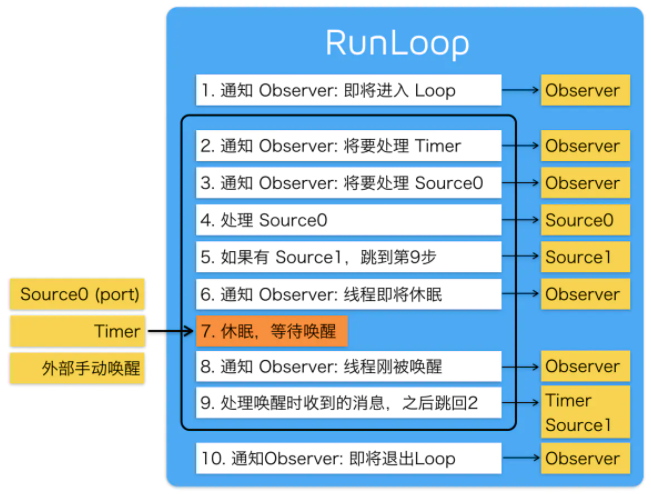 RunLoop
1. 通知 Observer: 即将进入 Loop
Observer
2. 通知 Observer: 将要处理 Timer
Observer
3. 通知 Observer: 将要处理 Source0
Observer
4. 处理 Source0
Source0
5. 如果有 Source1，跳到第9步
Source1
6. 通知 Observer: 线程即将休眠
Observer
Source0 (port)
Timer
外部手动唤醒
7. 休眠，等待唤醒
8. 通知 Observer: 线程刚被唤醒
Observer
9. 处理唤醒时收到的消息，之后跳回2
Timer
Source1
10. 通知Observer: 即将退出Loop
Observer